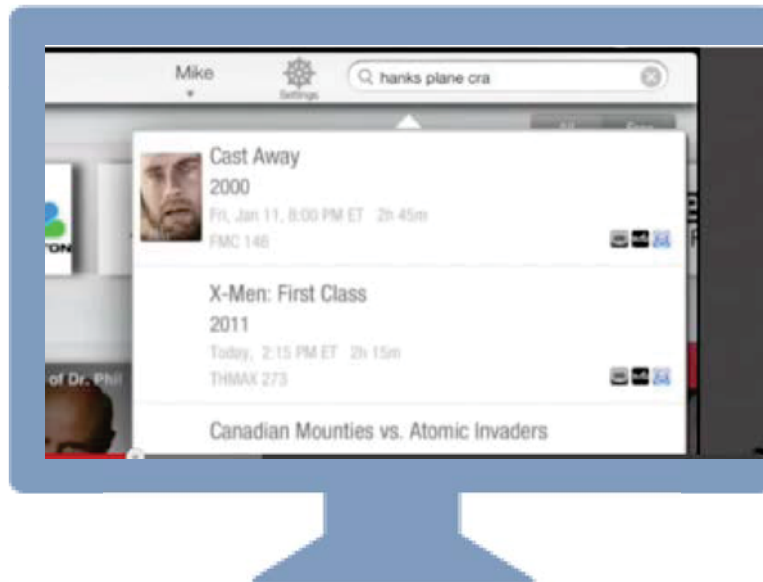 Mike
Settings
hanks plane cra
Cast Away
2000
Fri, Jan 11, 8:00 PM ET 2h 45m
FMC 146
X-Men: First Class
2011
Today, 2:15 PM ET 2h 15m
THMAX 273
of Dr. Phil
Canadian Mounties vs. Atomic Invaders